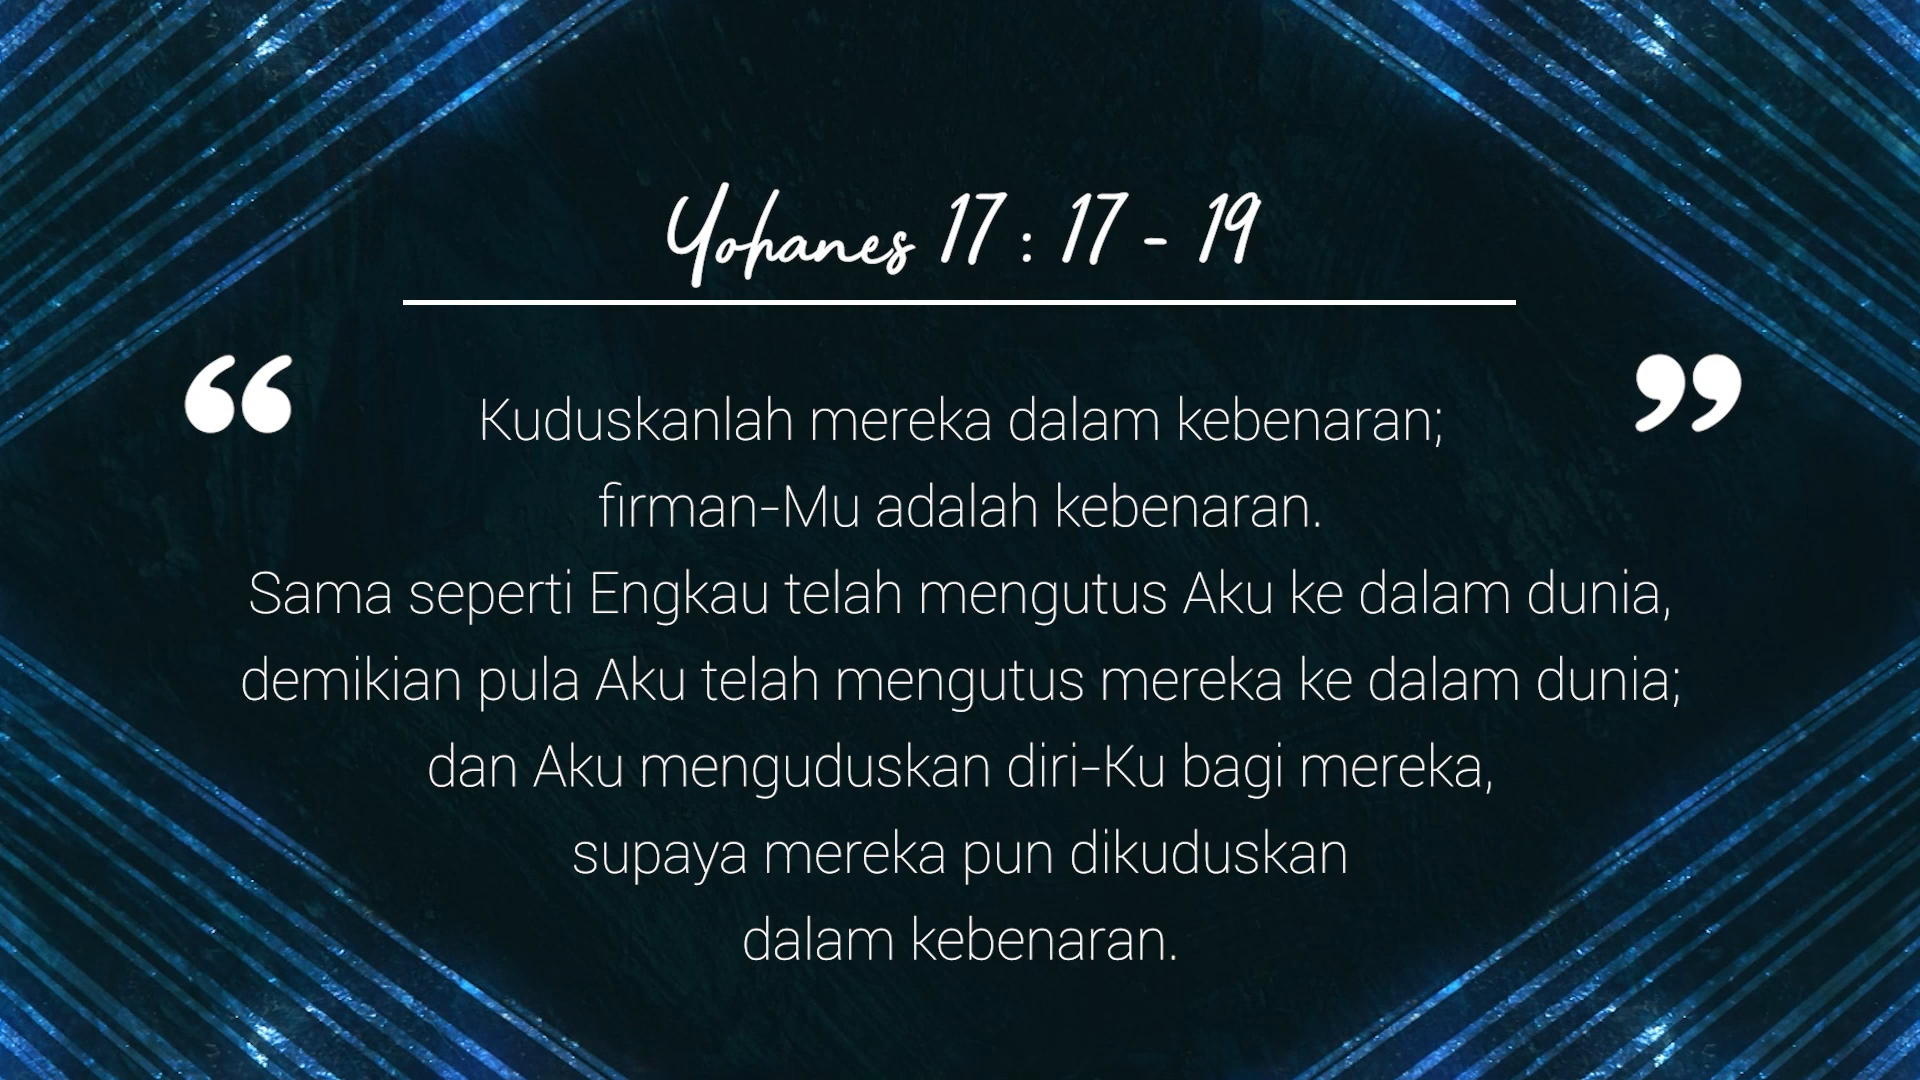 Yohanes 17 : 17 - 19
“ Kuduskanlah mereka dalam kebenaran; ”
firman-Mu adalah kebenaran.
Sama seperti Engkau telah mengutus Aku ke dalam dunia,
demikian pula Aku telah mengutus mereka ke dalam dunia;
dan Aku menguduskan diri-Ku bagi mereka,
supaya mereka pun dikuduskan
dalam kebenaran.